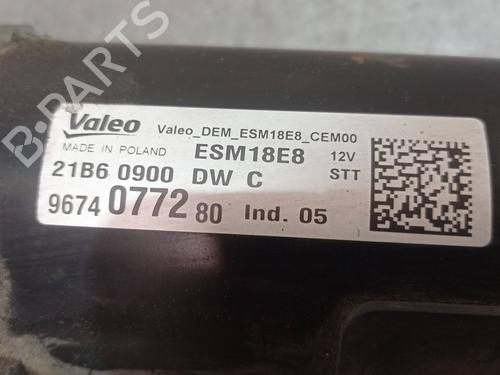 B-PARTS
Valeo Valeo_DEM_ESM18E8_CEM00
MADE IN POLAND ESM18E8 12V
21B6 0900 DW C STT
9674 0772 80 Ind. 05